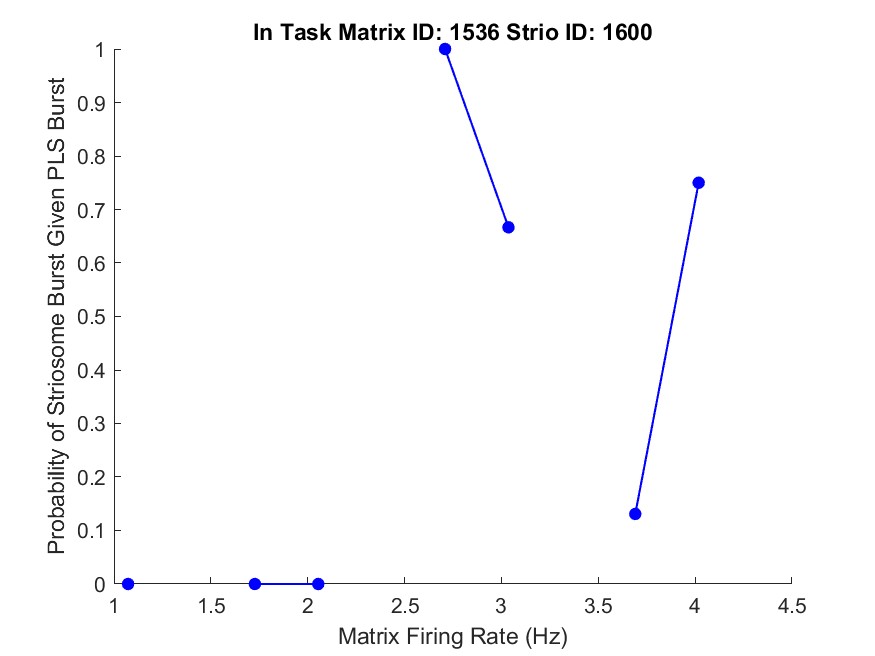 In Task Matrix ID: 1536 Strio ID: 1600
Probability of Striosome Burst Given PLS Burst
1
0.9
0.8
0.7
0.6
0.5
0.4
0.3
0.2
0.1
0
1 1.5 2 2.5 3 3.5 4 4.5
Matrix Firing Rate (Hz)